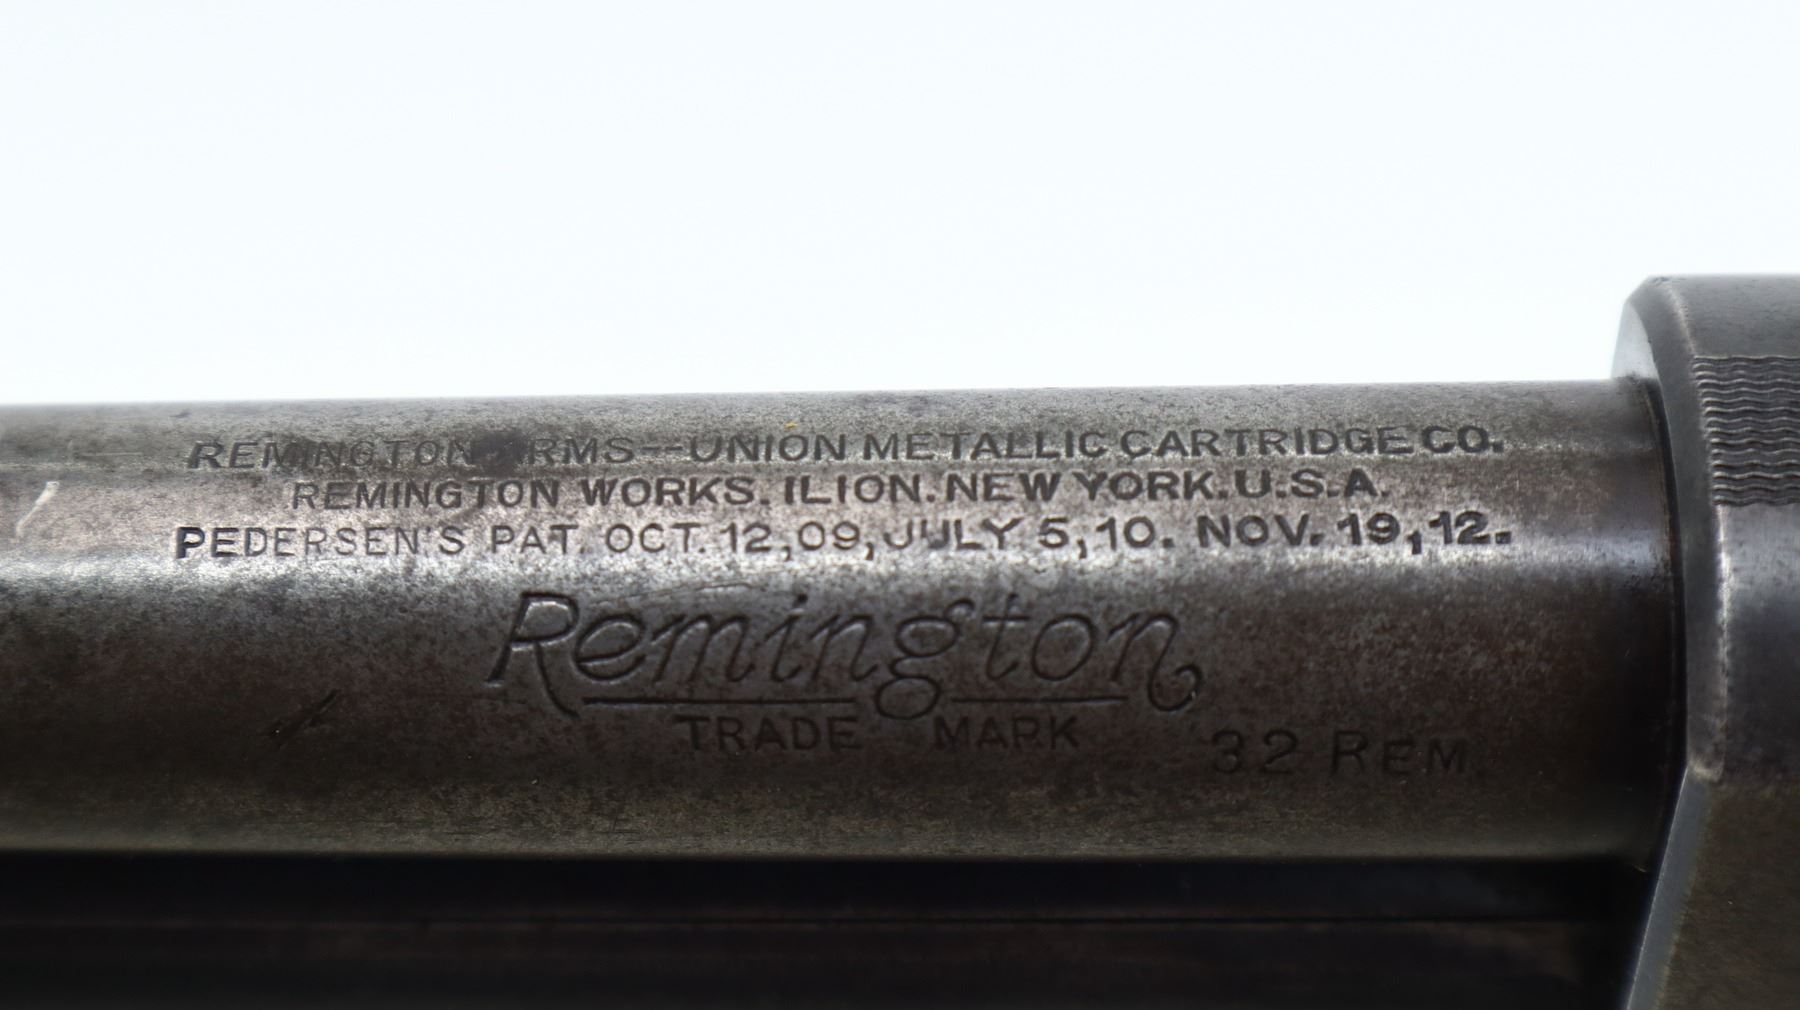 REMINGTON ARMS--UNION METALLIC CARTRIDGE CO.
REMINGTON WORKS. ILION. NEW YORK. U.S.A.
PEDERSEN'S PAT. OCT. 12,09, JULY 5,10. NOV. 19,12.
Remington
TRADE MARK
32 REM